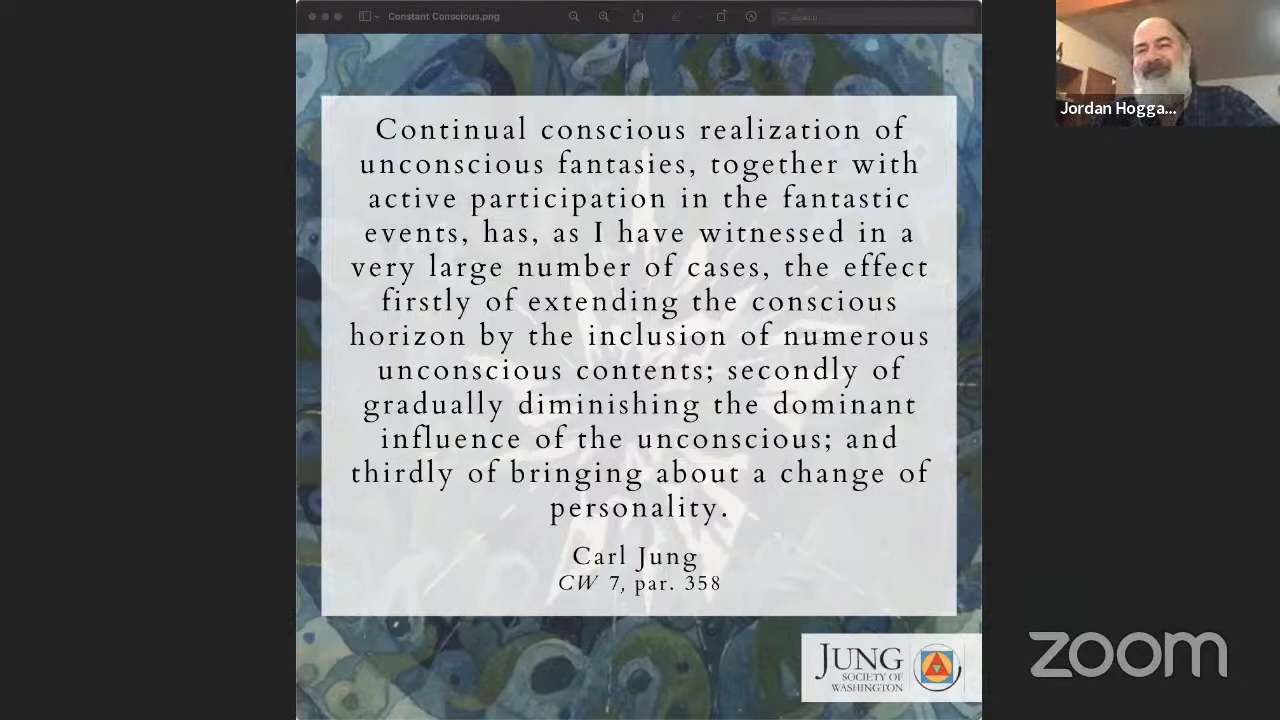 Constant Conscious.png
Jordan Hogga...
Continual conscious realization of
unconscious fantasies, together with
active participation in the fantastic
events, has, as I have witnessed in a
very large number of cases, the effect
firstly of extending the conscious
horizon by the inclusion of numerous
unconscious contents; secondly of
gradually diminishing the dominant
influence of the unconscious; and
thirdly of bringing about a change of
personality.
Carl Jung
CW 7, par. 358
JUNG
SOCIETY OF
WASHINGTON
zoom